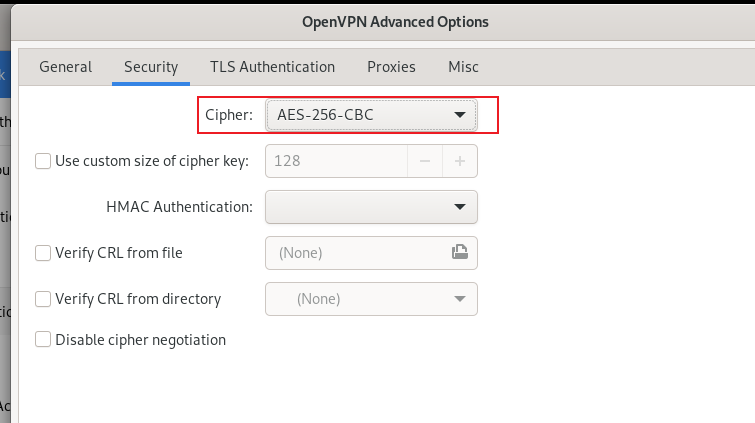 OpenVPN Advanced Options
General Security TLS Authentication Proxies Misc
Cipher: AES-256-CBC
Use custom size of cipher key: 128
HMAC Authentication:
Verify CRL from file (None)
Verify CRL from directory (None)
Disable cipher negotiation